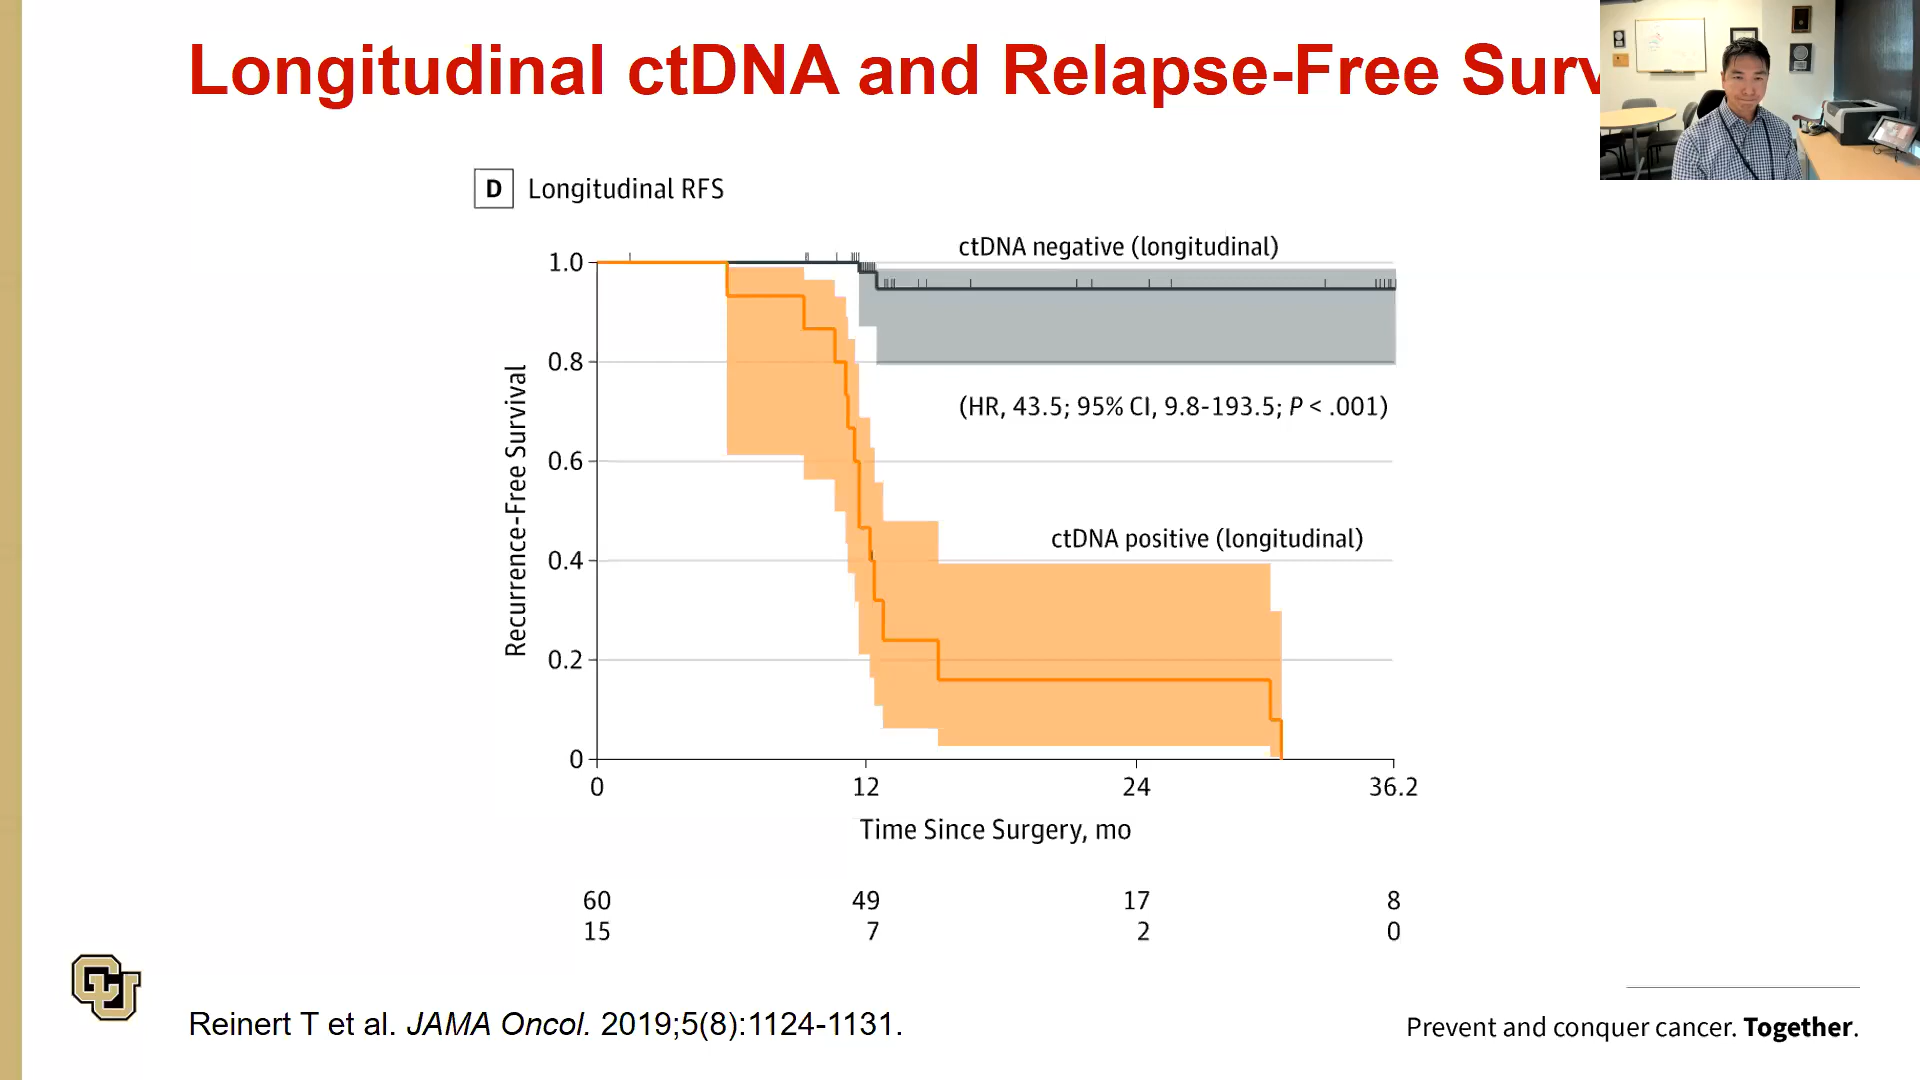 Longitudinal ctDNA and Relapse-Free Surv
D Longitudinal RFS
ctDNA negative (longitudinal)
(HR, 43.5; 95% CI, 9.8-193.5; P < .001)
ctDNA positive (longitudinal)
Recurrence-Free Survival
1.0
0.8
0.6
0.4
0.2
0
0 12 24 36.2
Time Since Surgery, mo
60 49 17 8
15 7 2 0
CU
Reinert T et al. JAMA Oncol. 2019;5(8):1124-1131.
Prevent and conquer cancer. Together.